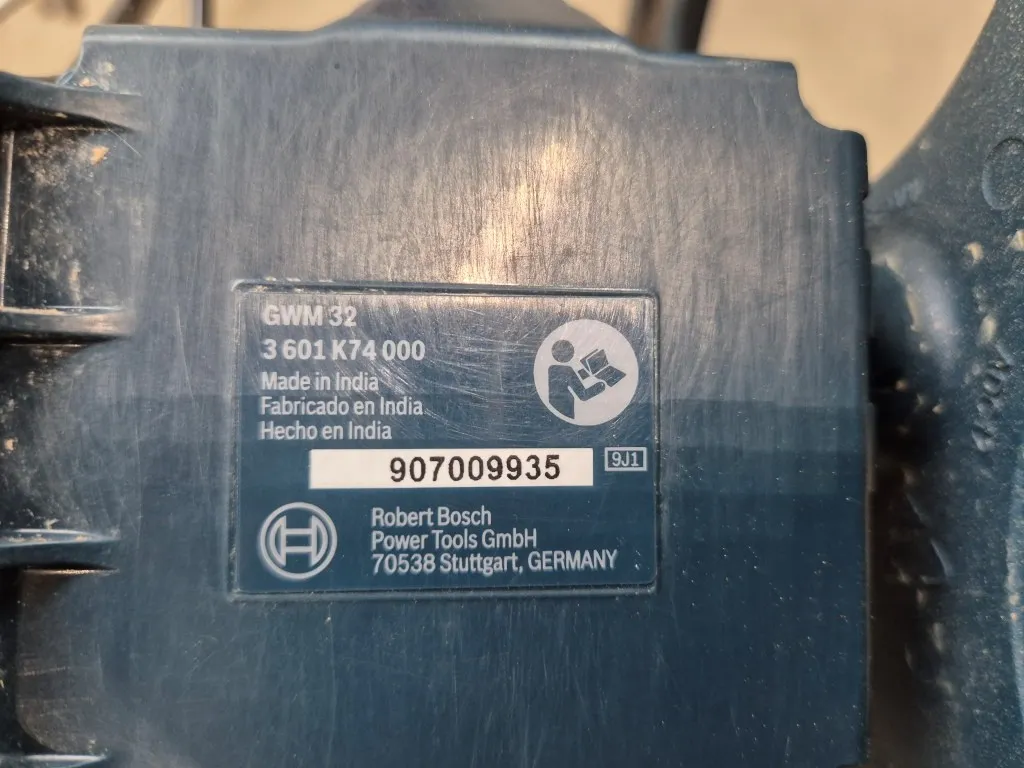 GWM 32
3 601 K74 000
Made in India
Fabricado en India
Hecho en India
907009935
9J1
Robert Bosch
Power Tools GmbH
70538 Stuttgart, GERMANY